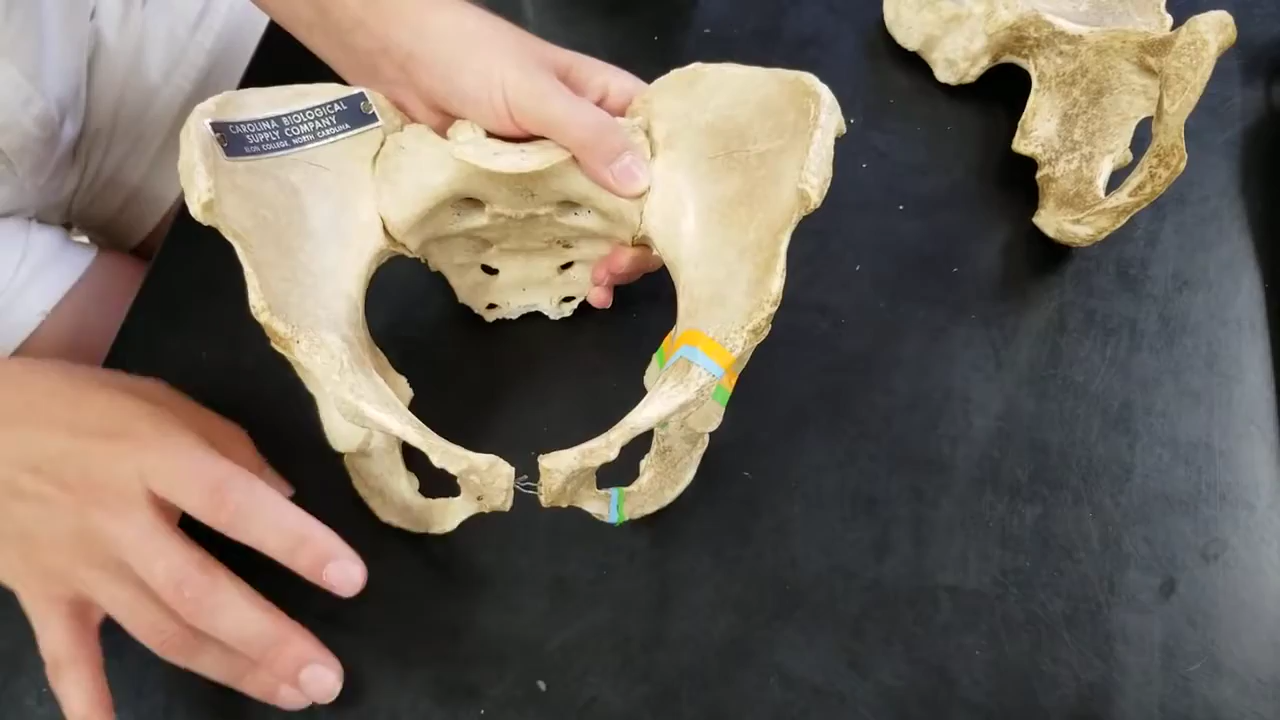 CAROLINA BIOLOGICAL
SUPPLY COMPANY
ELON COLLEGE, NORTH CAROLINA